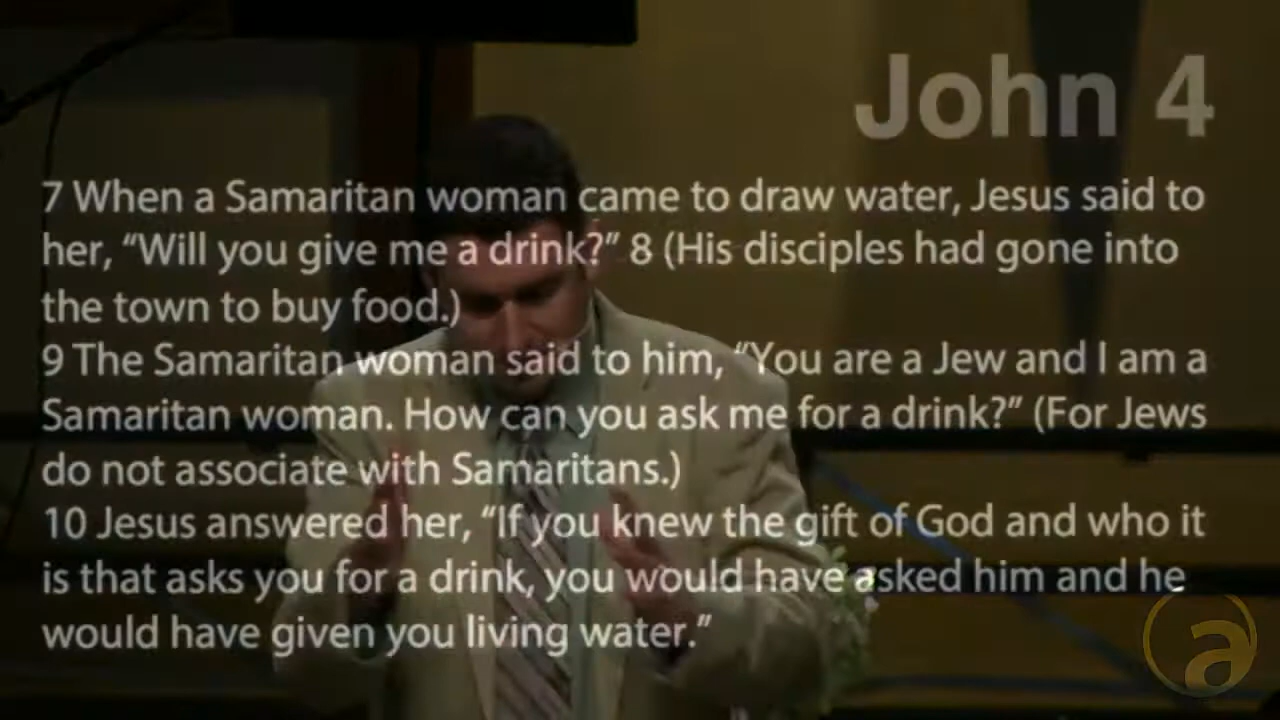 John 4
7 When a Samaritan woman came to draw water, Jesus said to
her, “Will you give me a drink?” 8 (His disciples had gone into
the town to buy food.)
9 The Samaritan woman said to him, “You are a Jew and I am a
Samaritan woman. How can you ask me for a drink?” (For Jews
do not associate with Samaritans.)
10 Jesus answered her, “If you knew the gift of God and who it
is that asks you for a drink, you would have asked him and he
would have given you living water.”
a